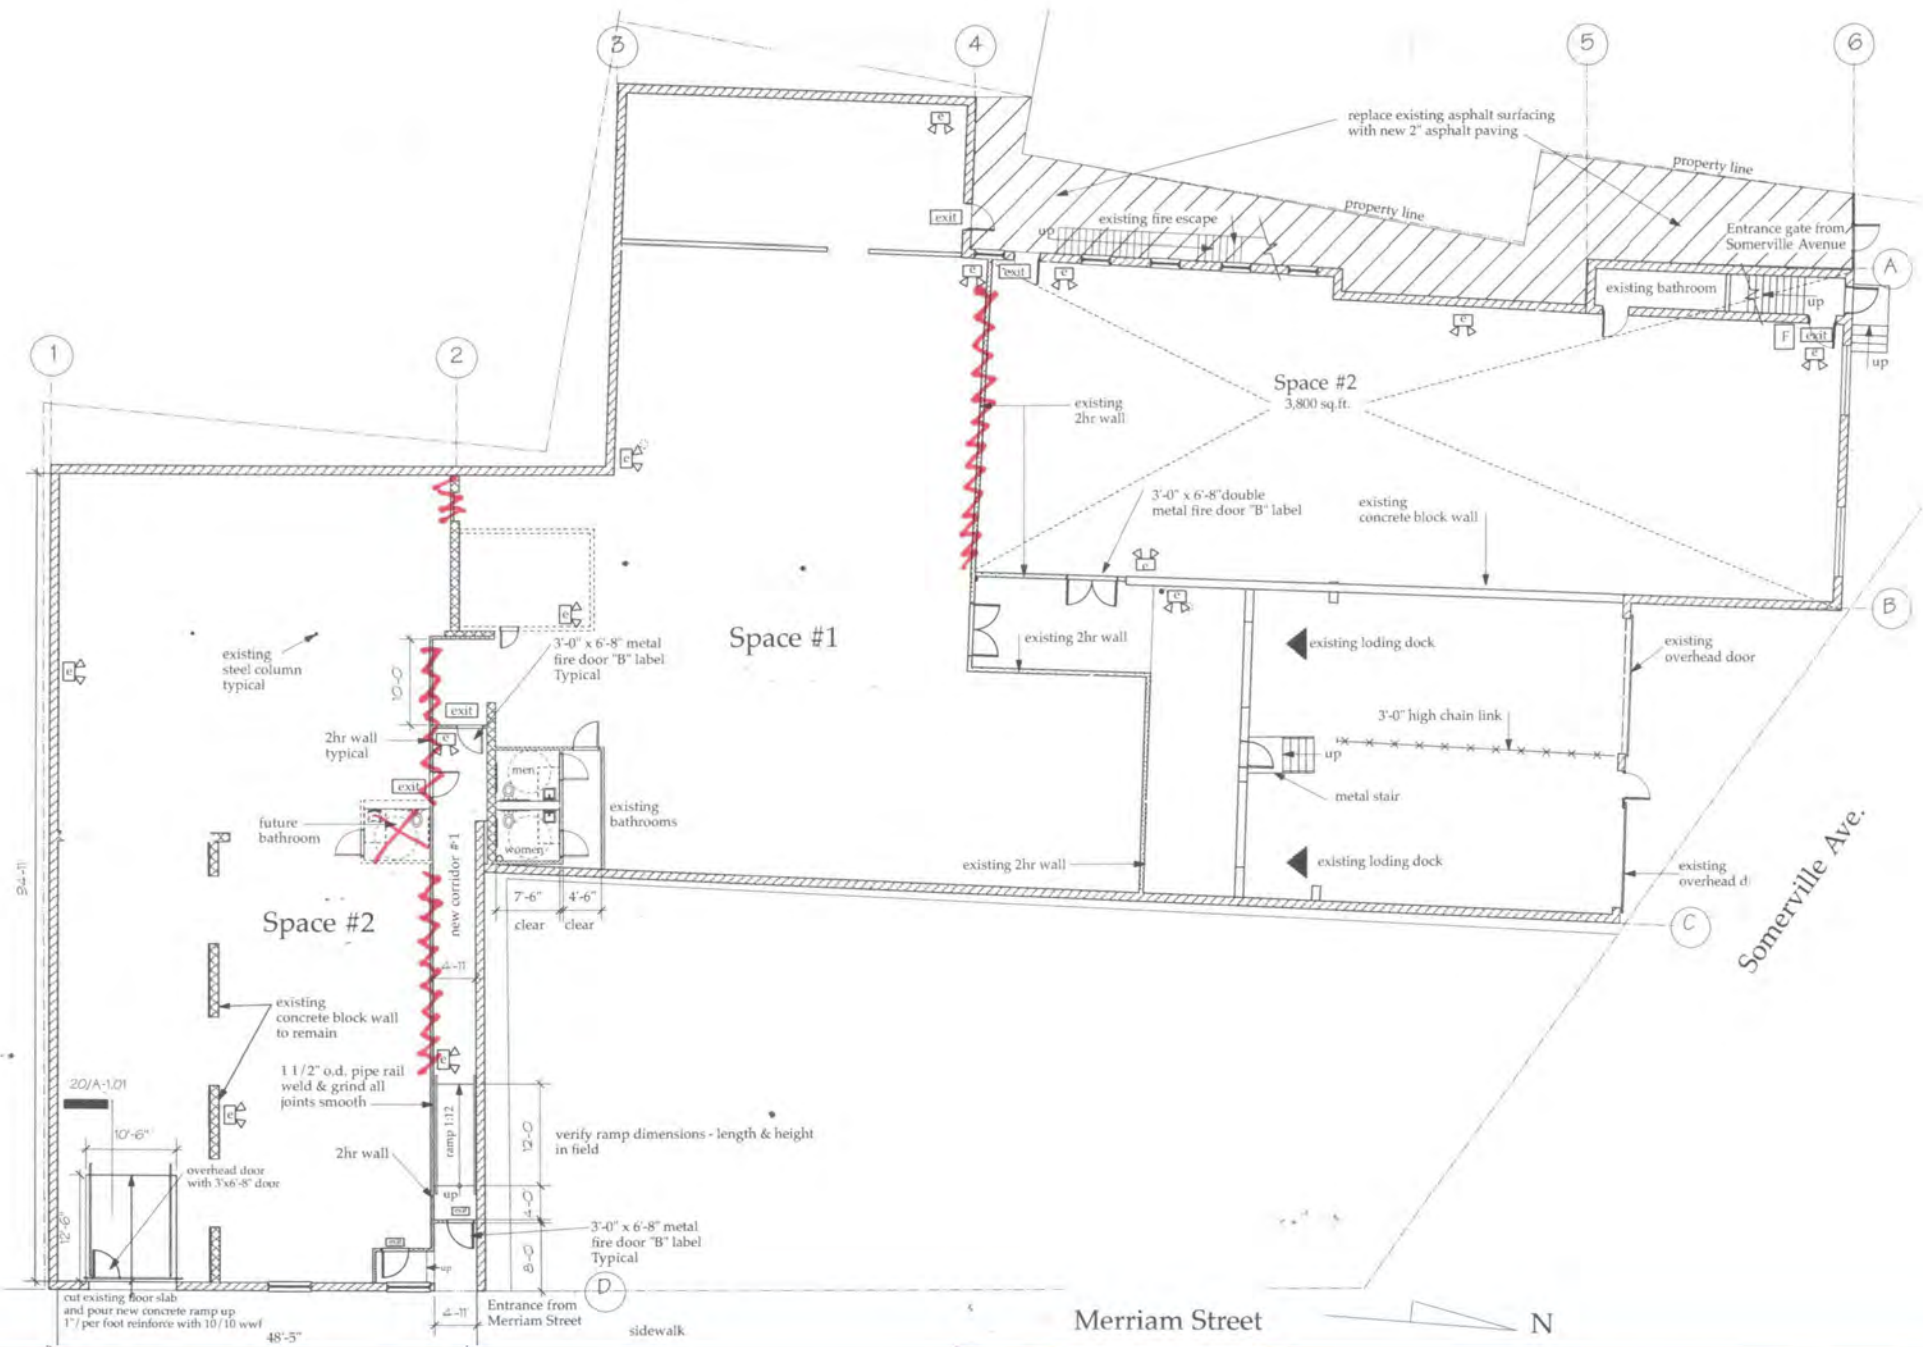 3
4
5
6
replace existing asphalt surfacing
with new 2" asphalt paving
property line
property line
exit
existing fire escape
up
Entrance gate from
Somerville Avenue
A
e
e
exit
e
existing bathroom
up
e
F
exit
e
up
1
2
Space #2
3,800 sq.ft.
existing
2hr wall
e
3'-0" x 6'-8"double
metal fire door "B" label
existing
concrete block wall
e
e
B
e
Space #1
existing 2hr wall
existing loding dock
existing
overhead door
3'-0" x 6'-8" metal
fire door "B" label
Typical
existing
steel column
typical
e
10'-0"
exit
e
2hr wall
typical
exit
3'-0" high chain link
up
metal stair
men
women
existing
bathrooms
future
bathroom
new corridor #1
existing 2hr wall
existing loding dock
existing
overhead d
94-11
7'-6"
clear
4'-6"
clear
Space #2
C
Somerville Ave.
4-11
existing
concrete block wall
to remain
e
1 1/2" o.d. pipe rail
weld & grind all
joints smooth
20/A-1.01
e
10'-6"
ramp 1:12
12-0
verify ramp dimensions - length & height
in field
2hr wall
overhead door
with 3'x6'-8" door
12'-6"
up
4-0
exit
exit
3'-0" x 6'-8" metal
fire door "B" label
Typical
8-0
up
D
cut existing floor slab
and pour new concrete ramp up
1"/per foot reinforce with 10/10 wwf
48'-5"
4-11
Entrance from
Merriam Street
sidewalk
Merriam Street
N